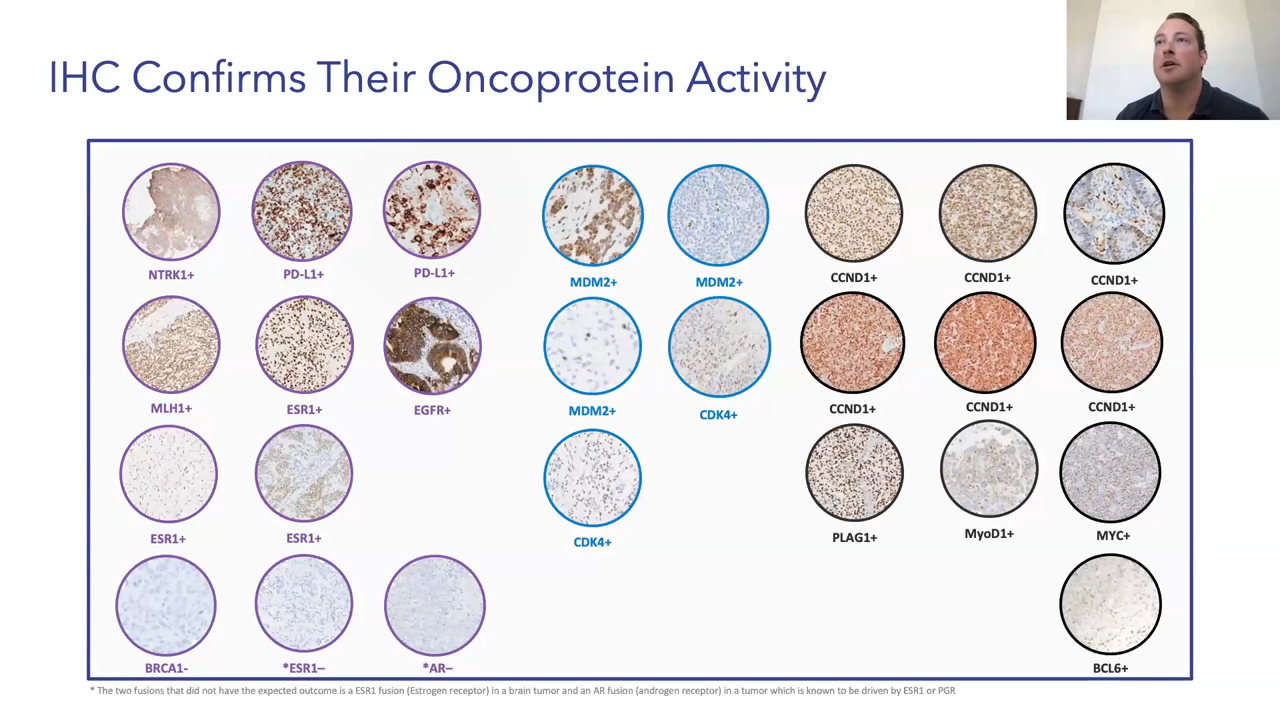 IHC Confirms Their Oncoprotein Activity
NTRK1+
PD-L1+
PD-L1+
MDM2+
MDM2+
CCND1+
CCND1+
CCND1+
MLH1+
ESR1+
EGFR+
MDM2+
CDK4+
CCND1+
CCND1+
CCND1+
ESR1+
ESR1+
CDK4+
PLAG1+
MyoD1+
MYC+
BRCA1-
*ESR1–
*AR–
BCL6+
* The two fusions that did not have the expected outcome is a ESR1 fusion (Estrogen receptor) in a brain tumor and an AR fusion (androgen receptor) in a tumor which is known to be driven by ESR1 or PGR